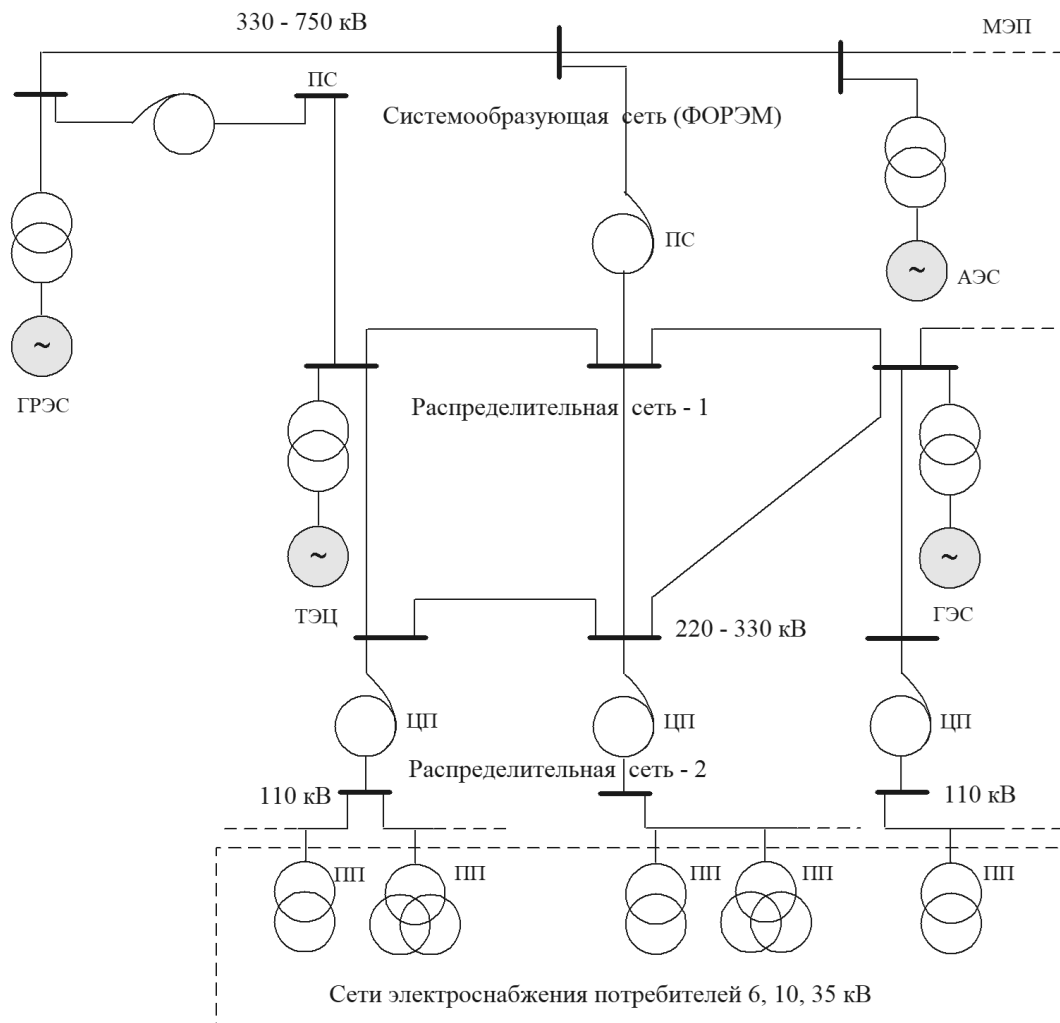 330 - 750 кВ
МЭП
ПС
Системообразующая сеть (ФОРЭМ)
ПС
~
АЭС
~
ГРЭС
Распределительная сеть - 1
~
ТЭЦ
~
ГЭС
220 - 330 кВ
ЦП
ЦП
ЦП
Распределительная сеть - 2
110 кВ
110 кВ
ПП
ПП
ПП
ПП
ПП
Сети электроснабжения потребителей 6, 10, 35 кВ